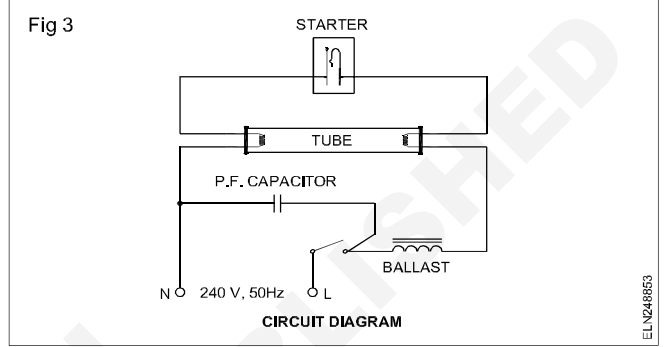 Fig 3
STARTER
TUBE
P.F. CAPACITOR
BALLAST
N 240 V, 50Hz L
CIRCUIT DIAGRAM
ELN248853